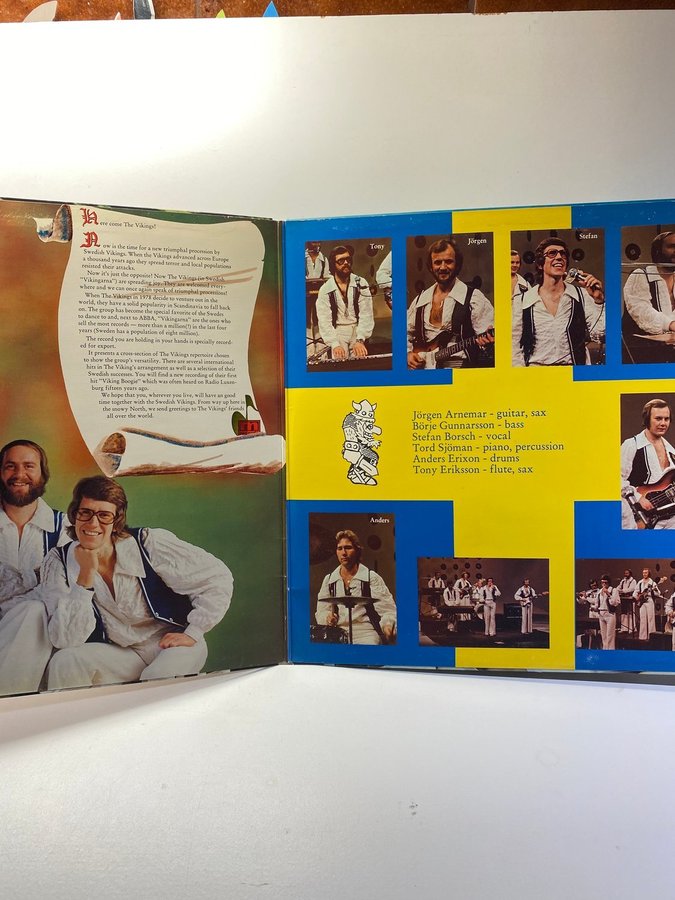 Here come The Vikings!
Now is the time for a new triumphal procession by
Swedish Vikings. When the Vikings advanced across Europe
a thousand years ago they spread terror and local populations
resisted their attacks.
Now it's just the opposite! Now The Vikings (in Swedish
"Vikingarna") are spreading joy. They are welcomed every-
where and we can once again speak of triumphal processions!
When The Vikings in 1978 decide to venture out in the
world, they have a solid popularity in Scandinavia to fall back
on. The group has become the special favorite of the Swedes
to dance to and, next to ABBA, "Vikingarna" are the ones who
sell the most records — more than a million(!) in the last four
years (Sweden has a population of eight million).
The record you are holding in your hands is specially record-
ed for export.
It presents a cross-section of The Vikings repertoire chosen
to show the group's versatility. There are several international
hits in The Viking's arrangement as well as a selection of their
Swedish successes. You will find a new recording of their first
hit "Viking Boogie" which was often heard on Radio Luxem-
burg fifteen years ago.
We hope that you, wherever you live, will have a good
time together with the Swedish Vikings. From way up here in
the snowy North, we send greetings to The Vikings' friends
all over the world.
Tony
Jörgen
Stefan
Jörgen Arnemar - guitar, sax
Börje Gunnarsson - bass
Stefan Borsch - vocal
Tord Sjöman - piano, percussion
Anders Erixon - drums
Tony Eriksson - flute, sax
Anders